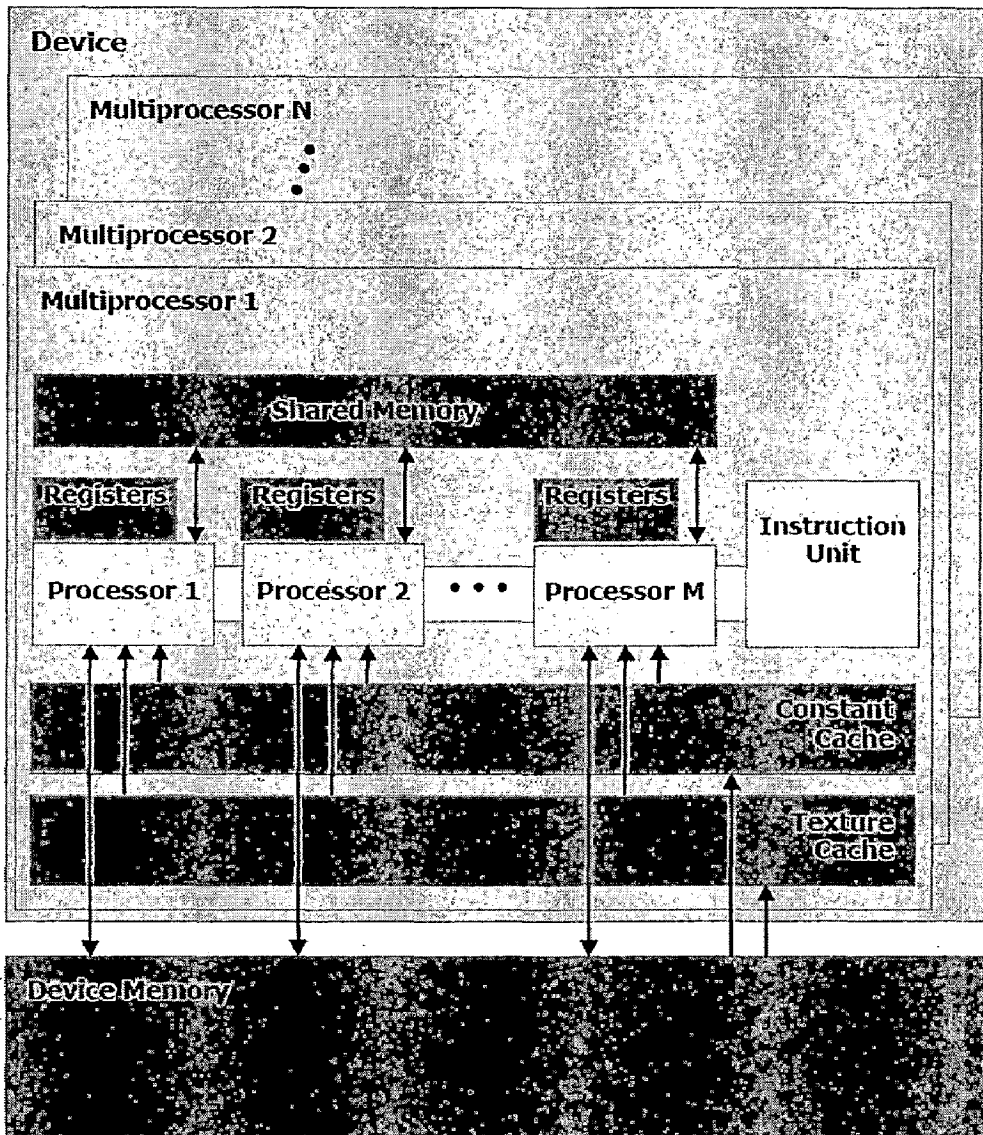 Device
Multiprocessor N
Multiprocessor 2
Multiprocessor 1
Shared Memory
Registers
Registers
Registers
Instruction
Unit
Processor 1
Processor 2
• • •
Processor M
Constant
Cache
Texture
Cache
Device Memory